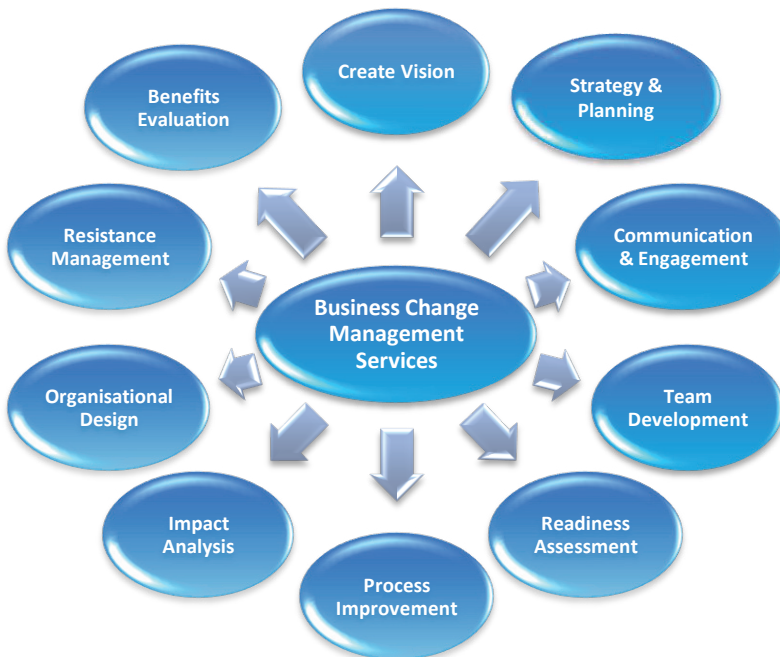 Create Vision
Strategy &
Planning
Communication
& Engagement
Team
Development
Readiness
Assessment
Process
Improvement
Impact
Analysis
Organisational
Design
Resistance
Management
Benefits
Evaluation
Business Change
Management
Services